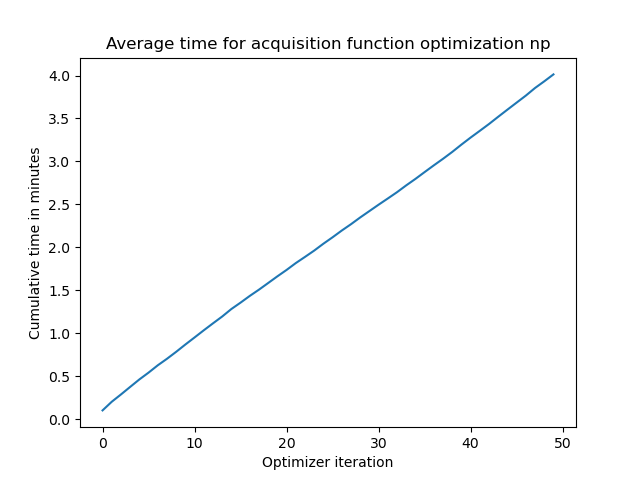 Average time for acquisition function optimization np
4.0
3.5
3.0
2.5
2.0
1.5
1.0
0.5
0.0
Cumulative time in minutes
0 10 20 30 40 50
Optimizer iteration